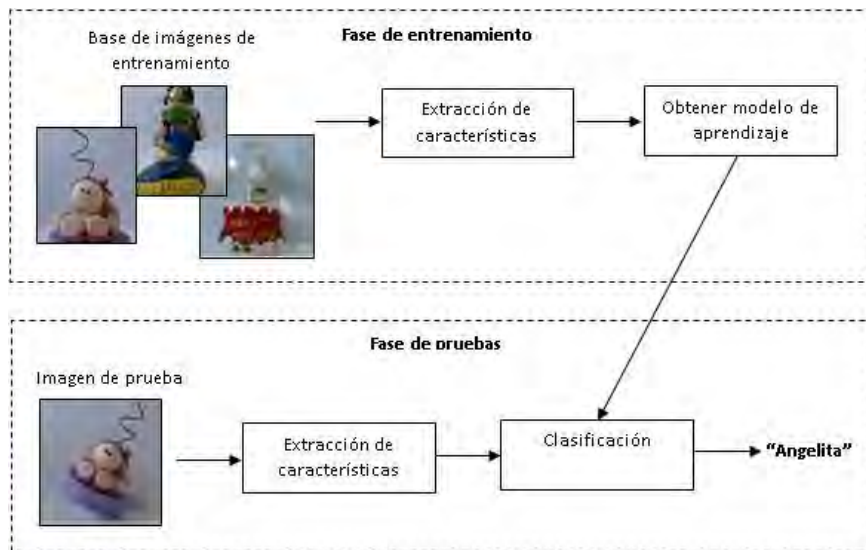 Fase de entrenamiento
Base de imágenes de
entrenamiento
Extracción de
características
Obtener modelo de
aprendizaje
Fase de pruebas
Imagen de prueba
Extracción de
características
Clasificación
“Angelita”